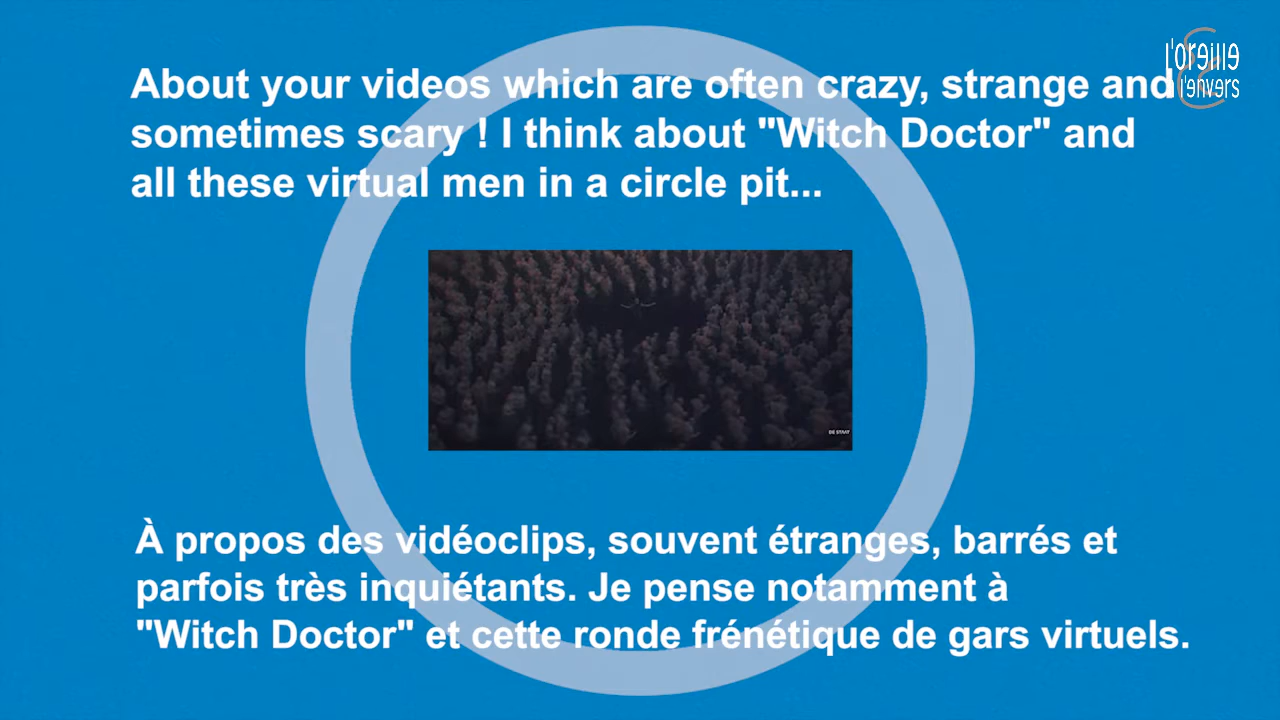 L'OREILLE
À
L'ENVERS
About your videos which are often crazy, strange and
sometimes scary ! I think about "Witch Doctor" and
all these virtual men in a circle pit...
DE STAAT
À propos des vidéoclips, souvent étranges, barrés et
parfois très inquiétants. Je pense notamment à
"Witch Doctor" et cette ronde frénétique de gars virtuels.